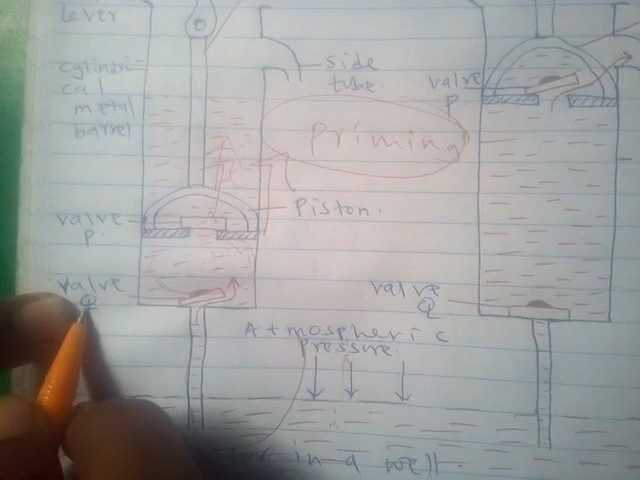 Lever
cylindri
cal
metal
barrel
side
tube
Priming
valve
P
Piston.
valve
P.
valve
Q
valve
Q
Atmospheric
Pressure.
in a well.